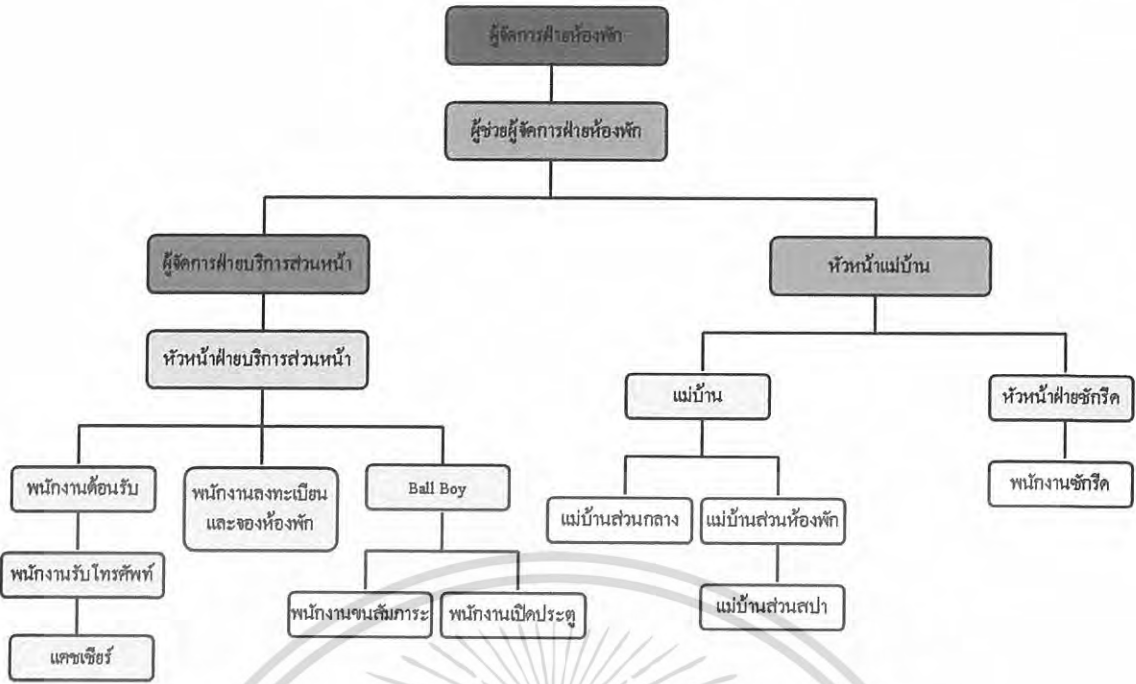 ผู้จัดการฝ่ายห้องพัก
ผู้ช่วยผู้จัดการฝ่ายห้องพัก
ผู้จัดการฝ่ายบริการส่วนหน้า
หัวหน้าแม่บ้าน
หัวหน้าฝ่ายบริการส่วนหน้า
แม่บ้าน
หัวหน้าฝ่ายซักรีด
พนักงานต้อนรับ
พนักงานลงทะเบียน
และจองห้องพัก
Ball Boy
พนักงานซักรีด
แม่บ้านส่วนกลาง
แม่บ้านส่วนห้องพัก
พนักงานรับโทรศัพท์
พนักงานขนสัมภาระ
พนักงานเปิดประตู
แม่บ้านส่วนสปา
แคชเชียร์